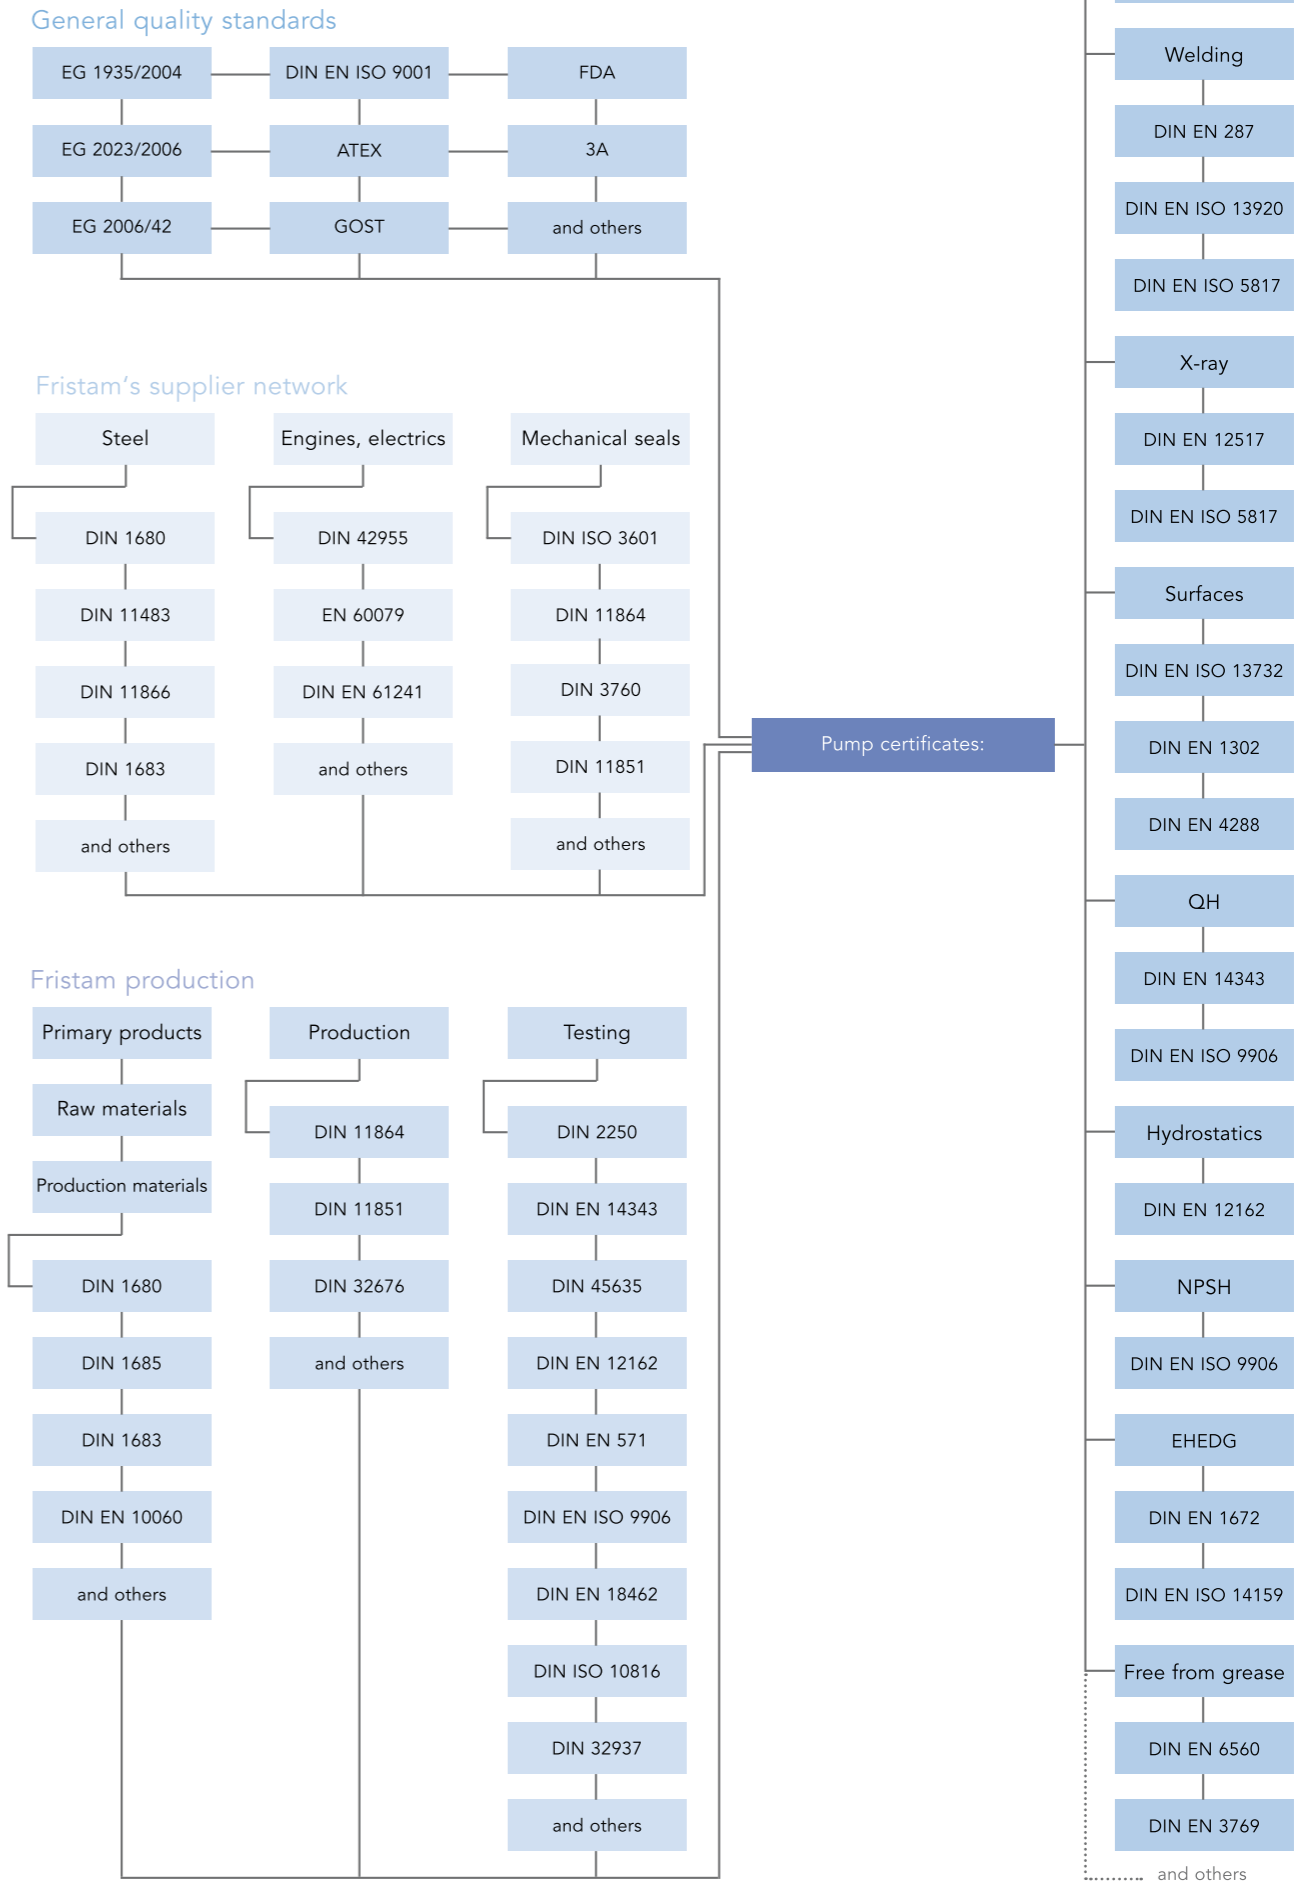 General quality standards
EG 1935/2004
DIN EN ISO 9001
FDA
EG 2023/2006
ATEX
3A
EG 2006/42
GOST
and others
Fristam's supplier network
Steel
DIN 1680
DIN 11483
DIN 11866
DIN 1683
and others
Engines, electrics
DIN 42955
EN 60079
DIN EN 61241
and others
Mechanical seals
DIN ISO 3601
DIN 11864
DIN 3760
DIN 11851
and others
Fristam production
Primary products
Raw materials
Production materials
DIN 1680
DIN 1685
DIN 1683
DIN EN 10060
and others
Production
DIN 11864
DIN 11851
DIN 32676
and others
Testing
DIN 2250
DIN EN 14343
DIN 45635
DIN EN 12162
DIN EN 571
DIN EN ISO 9906
DIN EN 18462
DIN ISO 10816
DIN 32937
and others
Pump certificates:
Welding
DIN EN 287
DIN EN ISO 13920
DIN EN ISO 5817
X-ray
DIN EN 12517
DIN EN ISO 5817
Surfaces
DIN EN ISO 13732
DIN EN 1302
DIN EN 4288
QH
DIN EN 14343
DIN EN ISO 9906
Hydrostatics
DIN EN 12162
NPSH
DIN EN ISO 9906
EHEDG
DIN EN 1672
DIN EN ISO 14159
Free from grease
DIN EN 6560
DIN EN 3769
and others